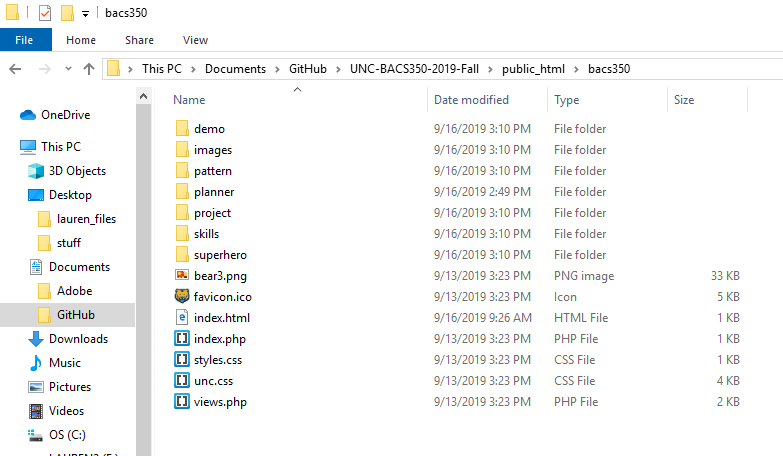 bacs350
File Home Share View
This PC Documents GitHub UNC-BACS350-2019-Fall public_html bacs350
Name Date modified Type Size
OneDrive
This PC
3D Objects
Desktop
lauren_files
stuff
Documents
Adobe
GitHub
Downloads
Music
Pictures
Videos
OS (C:)
demo 9/16/2019 3:10 PM File folder
images 9/16/2019 3:10 PM File folder
pattern 9/16/2019 3:10 PM File folder
planner 9/16/2019 2:49 PM File folder
project 9/16/2019 3:10 PM File folder
skills 9/16/2019 3:10 PM File folder
superhero 9/16/2019 3:10 PM File folder
bear3.png 9/13/2019 3:23 PM PNG image 33 KB
favicon.ico 9/13/2019 3:23 PM Icon 5 KB
index.html 9/16/2019 9:26 AM HTML File 1 KB
index.php 9/13/2019 3:23 PM PHP File 1 KB
styles.css 9/13/2019 3:23 PM CSS File 1 KB
unc.css 9/13/2019 3:23 PM CSS File 4 KB
views.php 9/13/2019 3:23 PM PHP File 2 KB